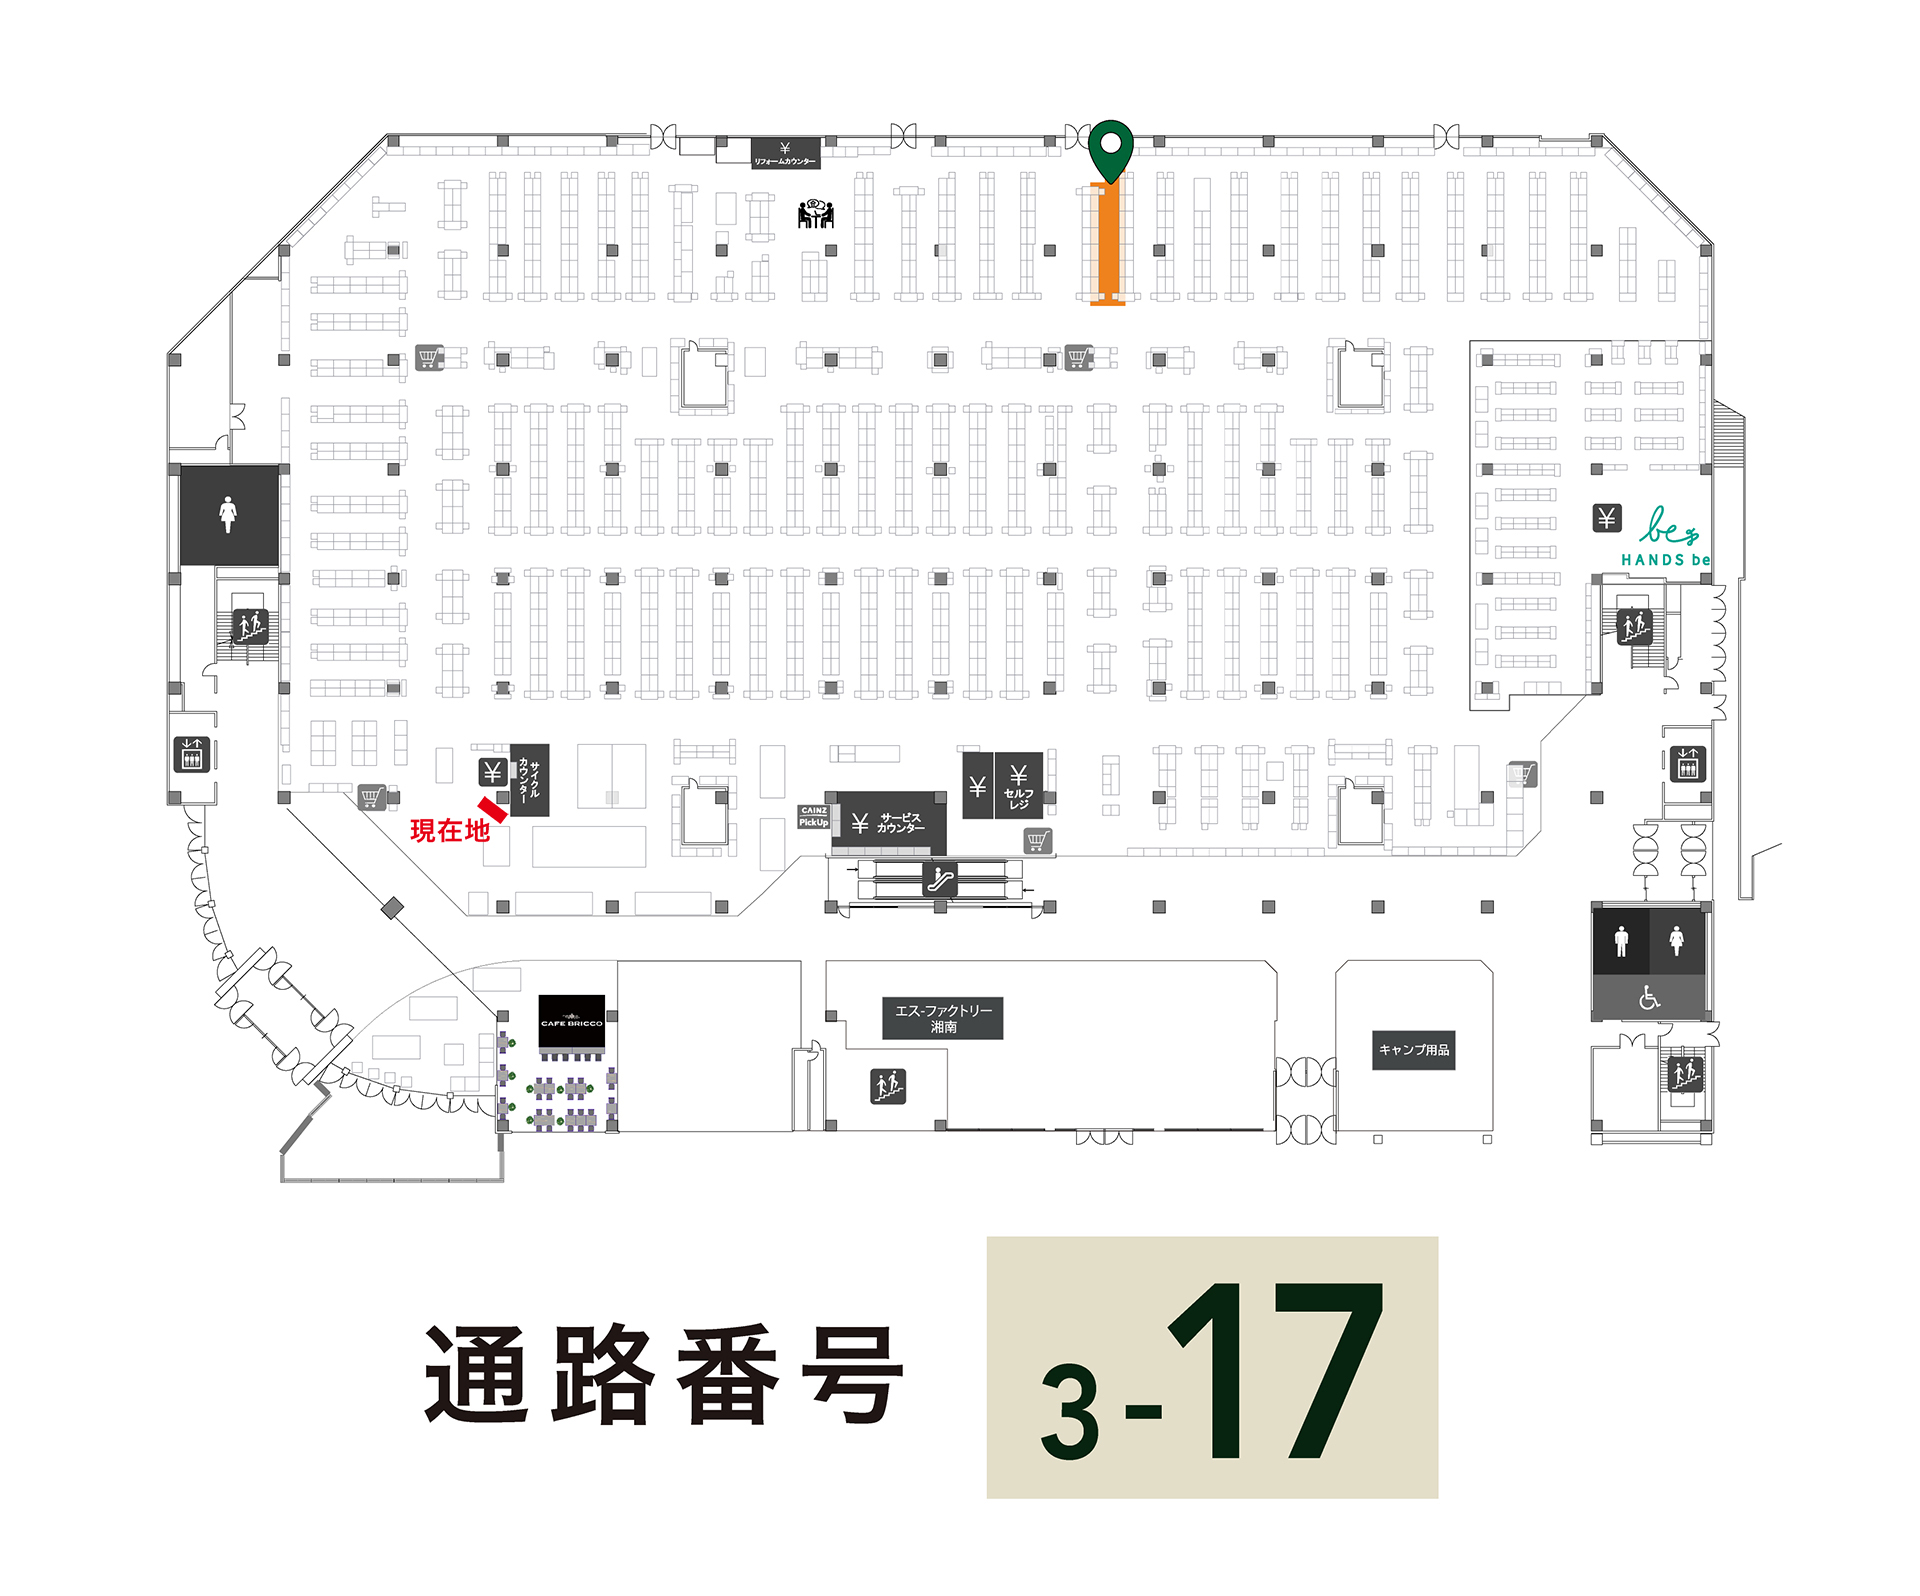 ¥
リフォームカウンター
¥
be
HANDS be
¥
サイクル
カウンター
現在地
CAINZ
PickUp
¥
サービス
カウンター
¥
¥
セルフ
レジ
CAFE BRICCO
エス-ファクトリー
湘南
キャンプ用品
通路番号
3-17